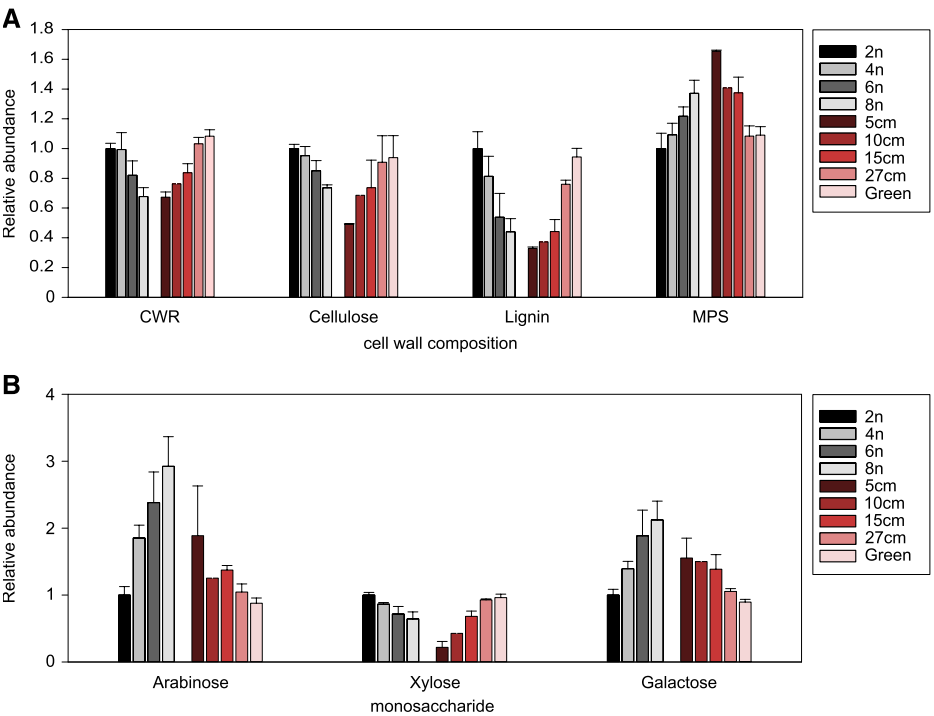 A
1.8
1.6
1.4
1.2
1.0
0.8
0.6
0.4
0.2
0
Relative abundance
CWR Cellulose Lignin MPS
cell wall composition
2n
4n
6n
8n
5cm
10cm
15cm
27cm
Green
B
4
3
2
1
0
Relative abundance
Arabinose Xylose Galactose
monosaccharide
2n
4n
6n
8n
5cm
10cm
15cm
27cm
Green